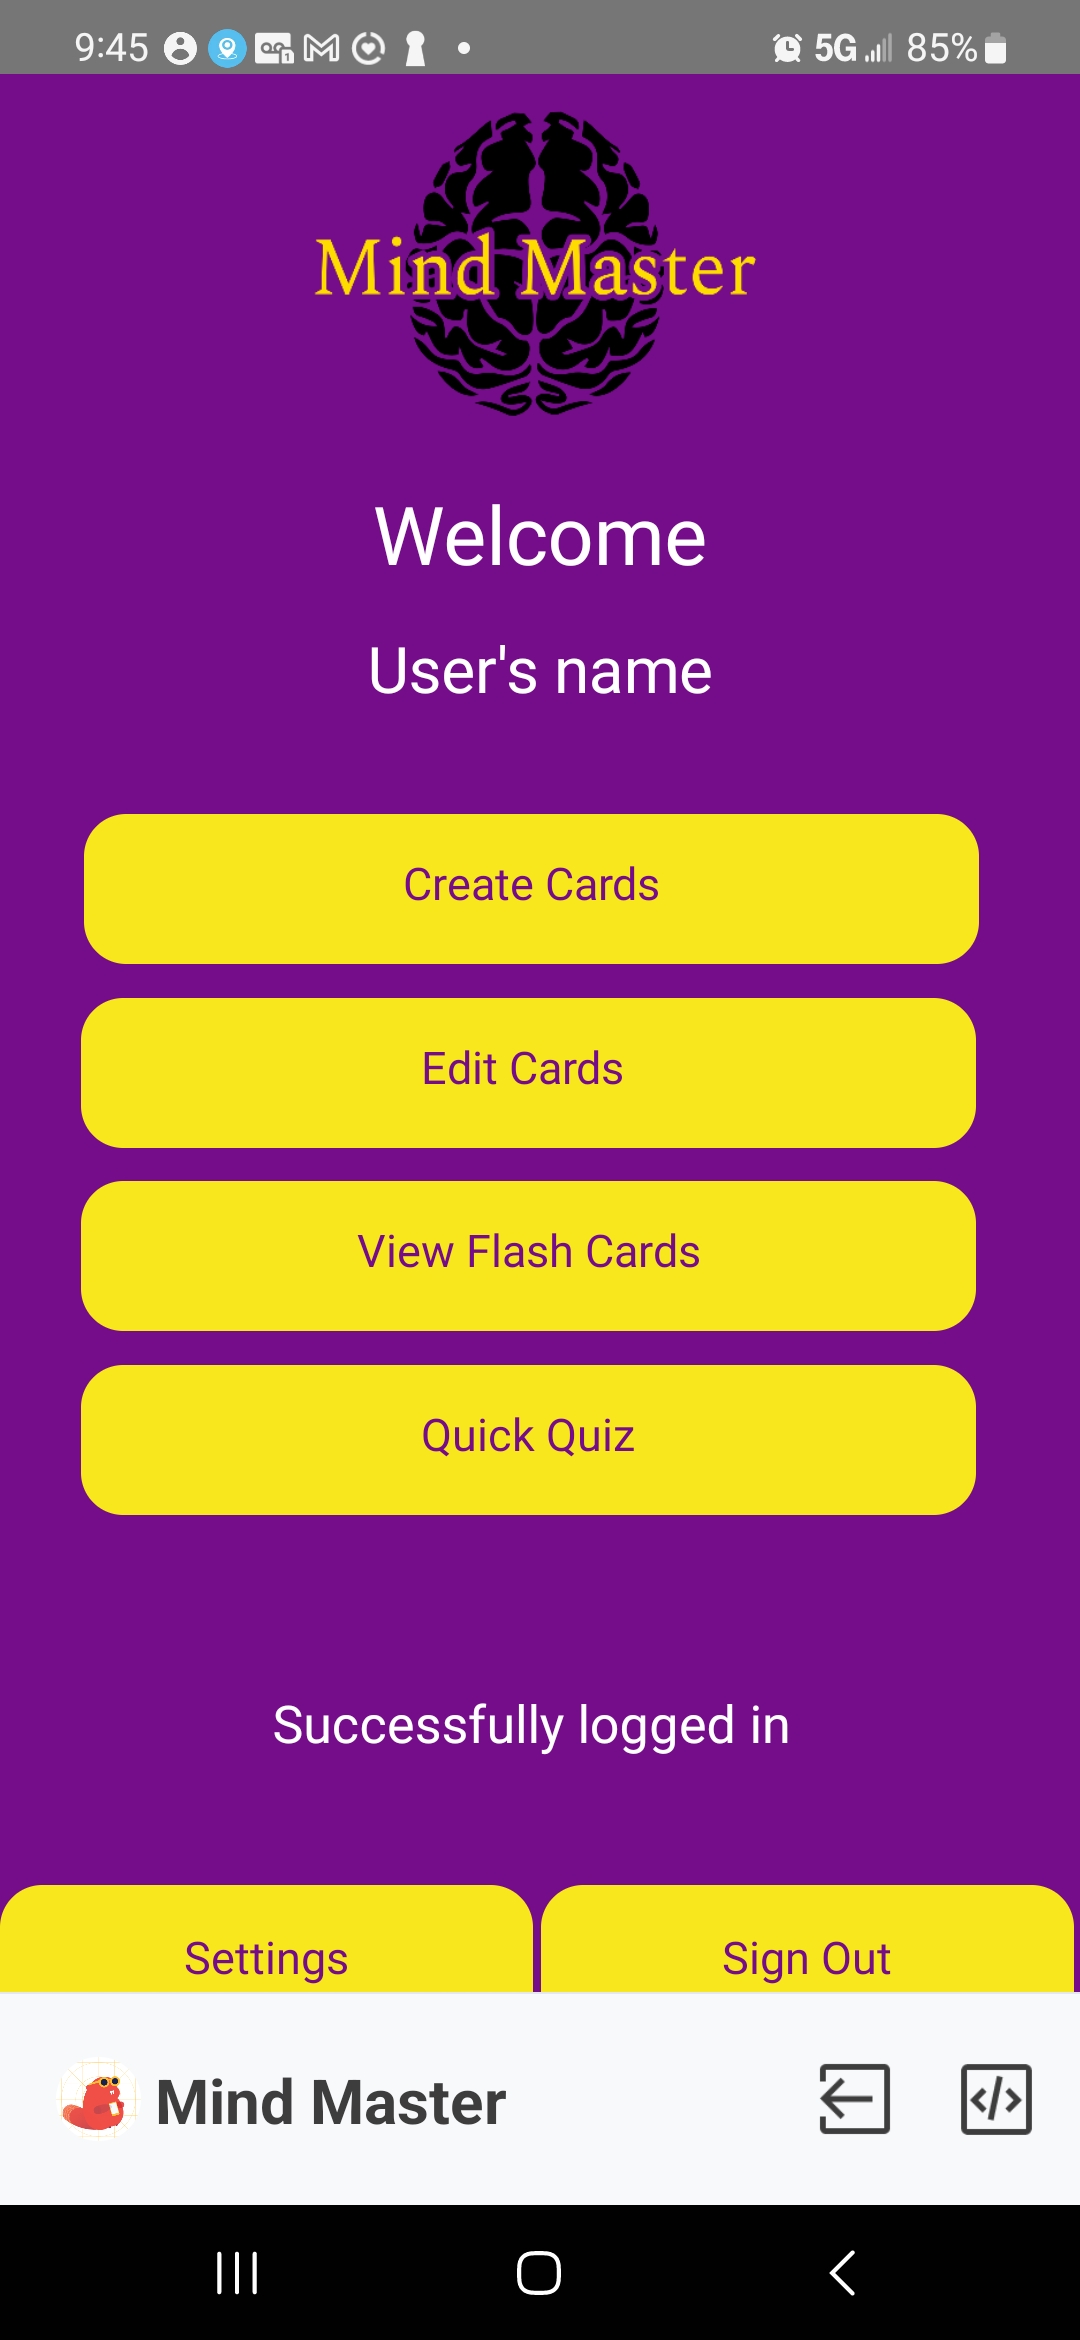 9:45 5G 85%
Mind Master
Welcome
User's name
Create Cards
Edit Cards
View Flash Cards
Quick Quiz
Successfully logged in
Settings Sign Out
Mind Master